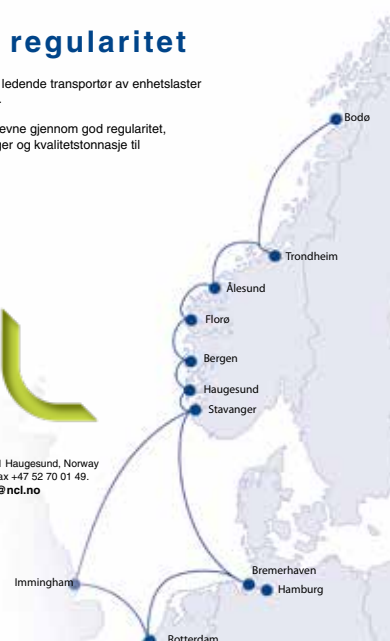 regularitet
ledende transportør av enhetslaster
evne gjennom god regularitet,
ger og kvalitetstonnasje til
Bodø
Trondheim
Ålesund
Florø
Bergen
Haugesund
Stavanger
Haugesund, Norway
ax +47 52 70 01 49.
@ncl.no
Bremerhaven
Immingham
Hamburg
Rotterdam